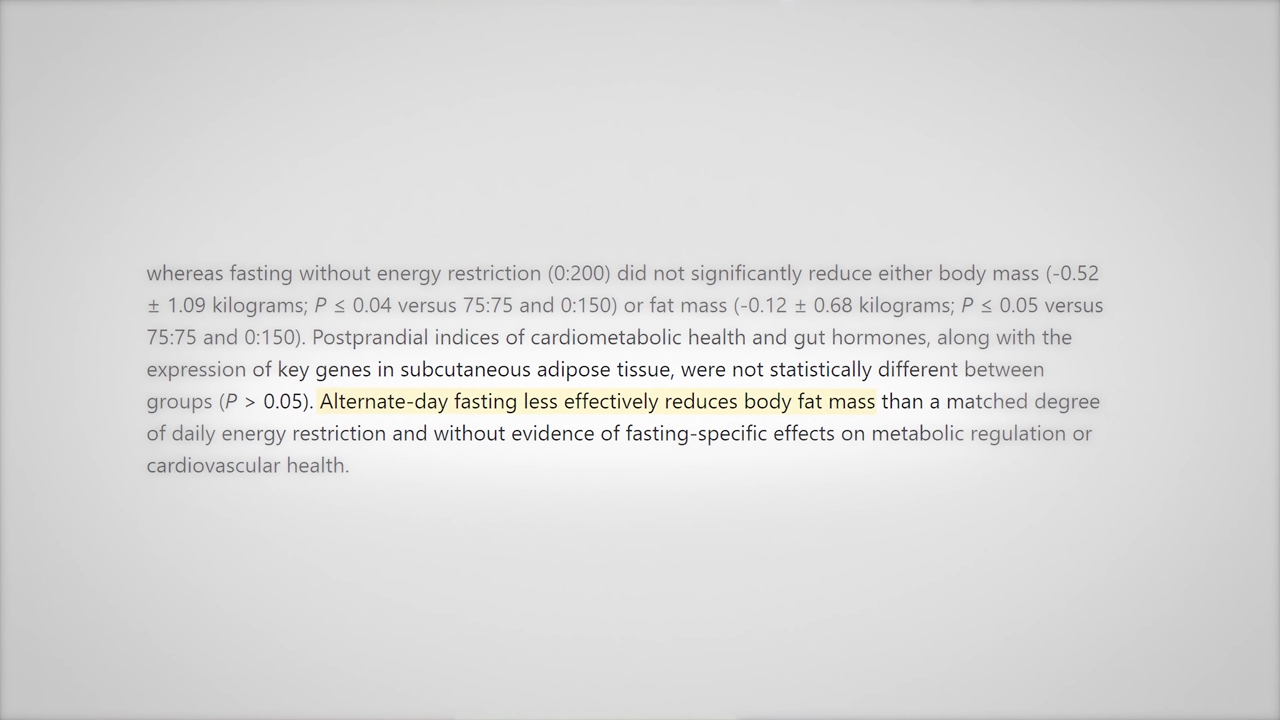 whereas fasting without energy restriction (0:200) did not significantly reduce either body mass (-0.52
± 1.09 kilograms; P ≤ 0.04 versus 75:75 and 0:150) or fat mass (-0.12 ± 0.68 kilograms; P ≤ 0.05 versus
75:75 and 0:150). Postprandial indices of cardiometabolic health and gut hormones, along with the
expression of key genes in subcutaneous adipose tissue, were not statistically different between
groups (P > 0.05). Alternate-day fasting less effectively reduces body fat mass than a matched degree
of daily energy restriction and without evidence of fasting-specific effects on metabolic regulation or
cardiovascular health.